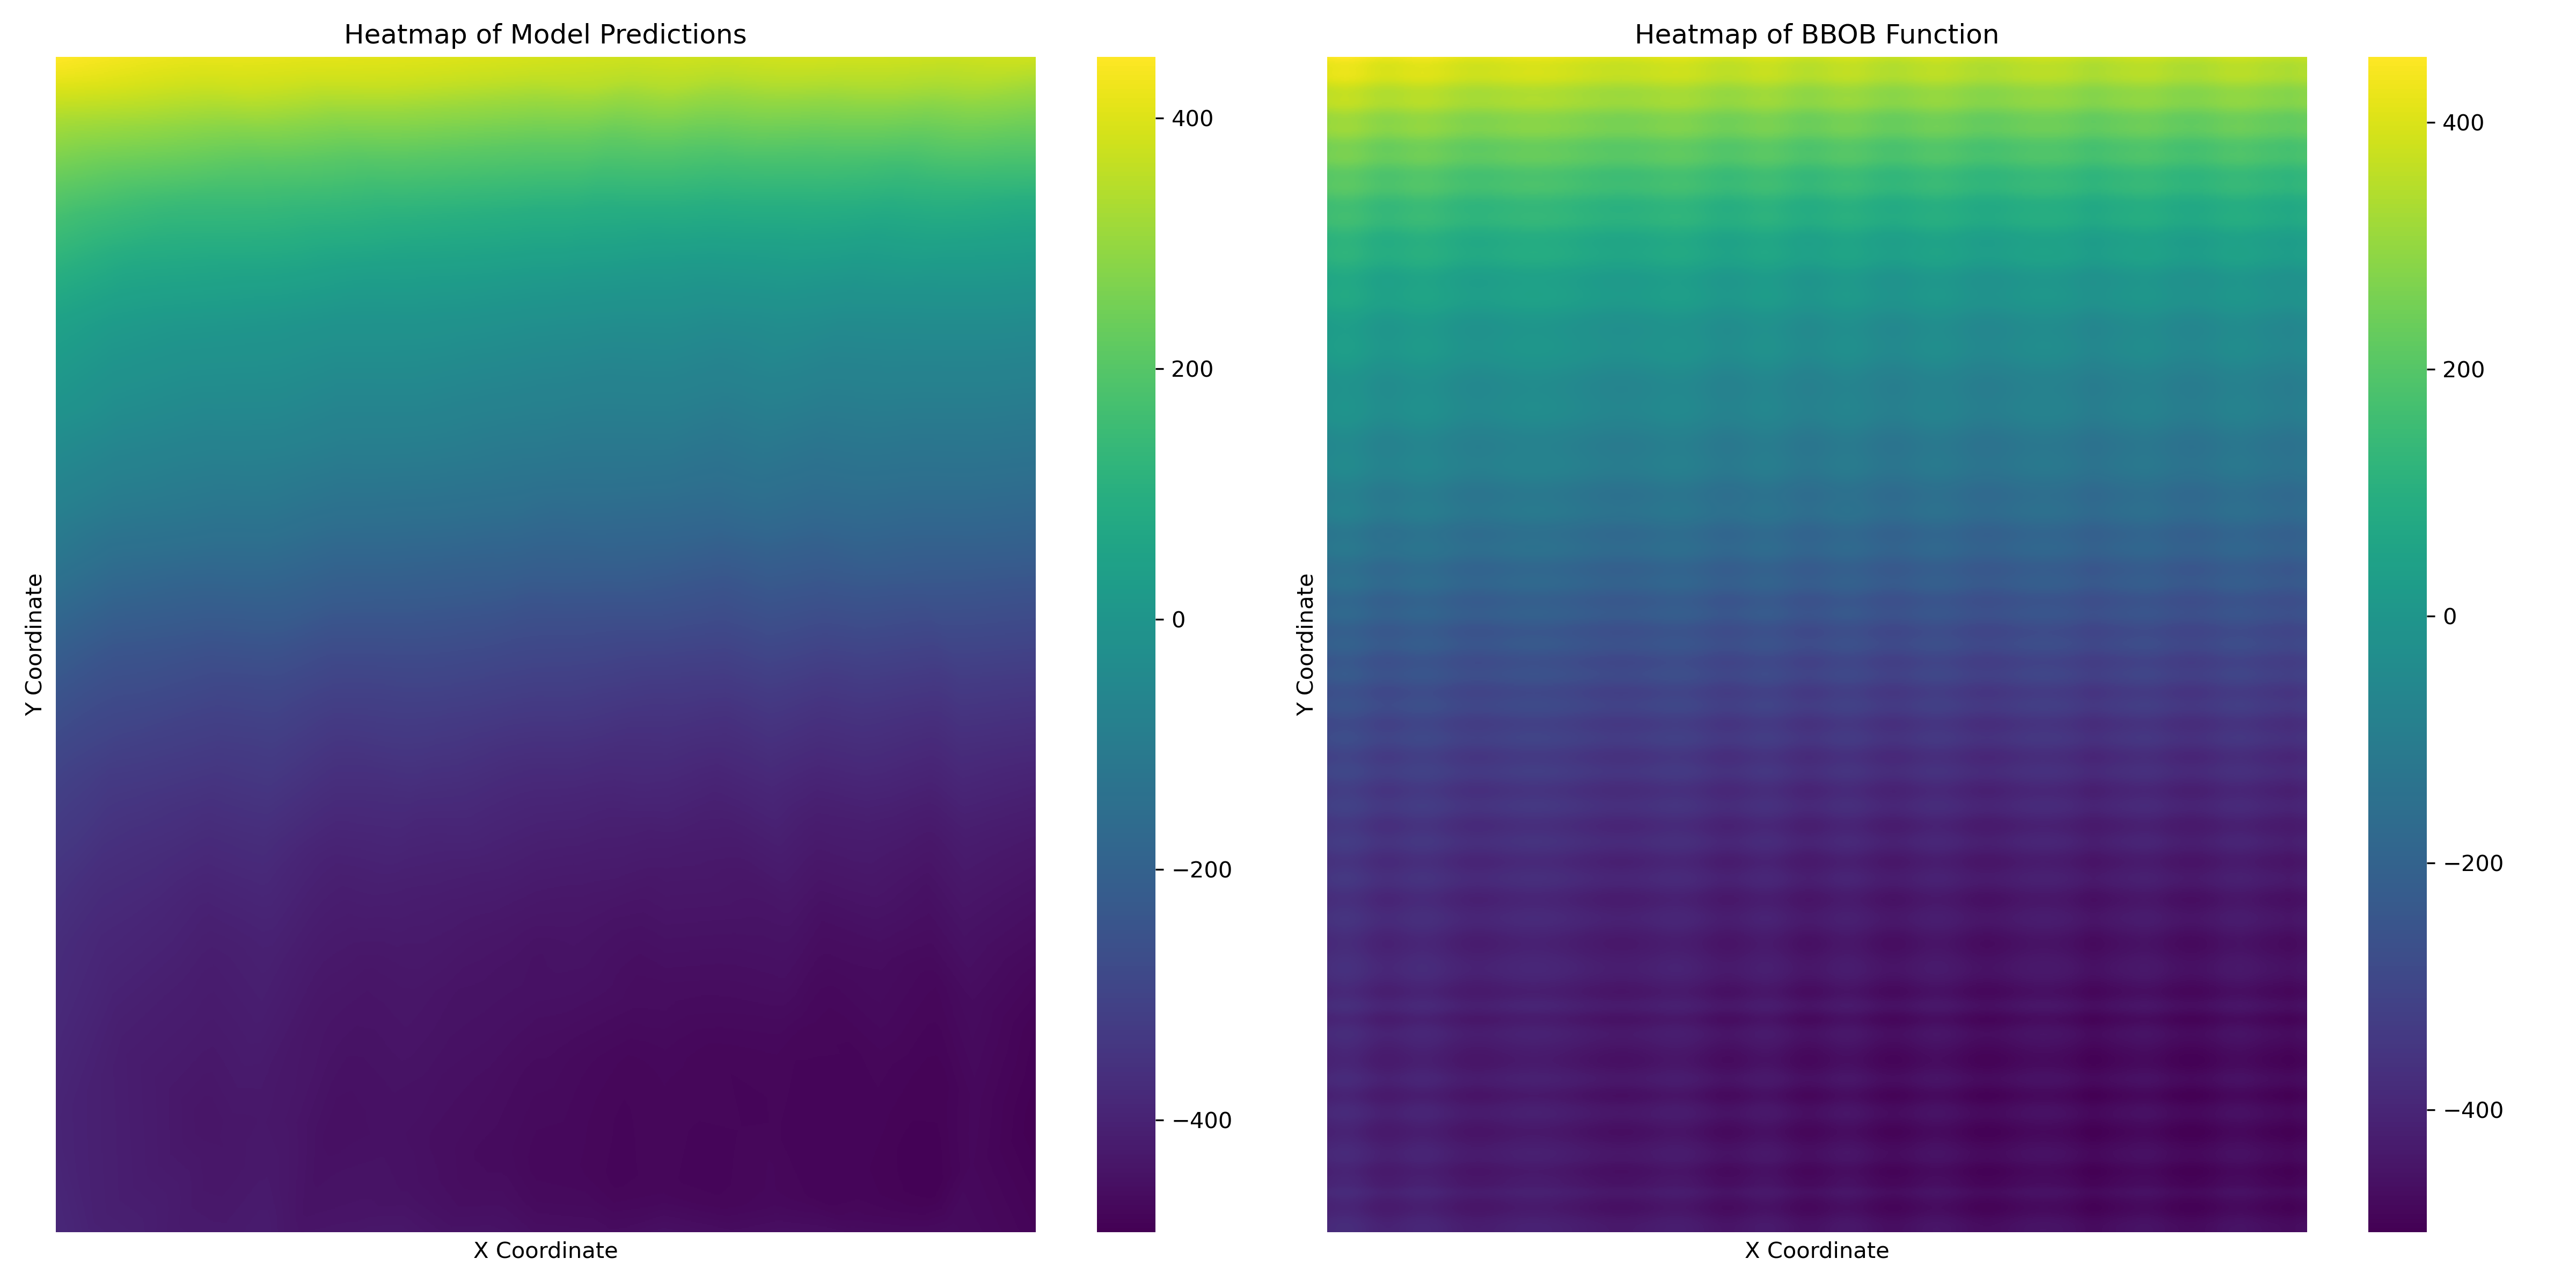 Heatmap of Model Predictions
Y Coordinate
X Coordinate
400
200
0
−200
−400
Heatmap of BBOB Function
Y Coordinate
X Coordinate
400
200
0
−200
−400